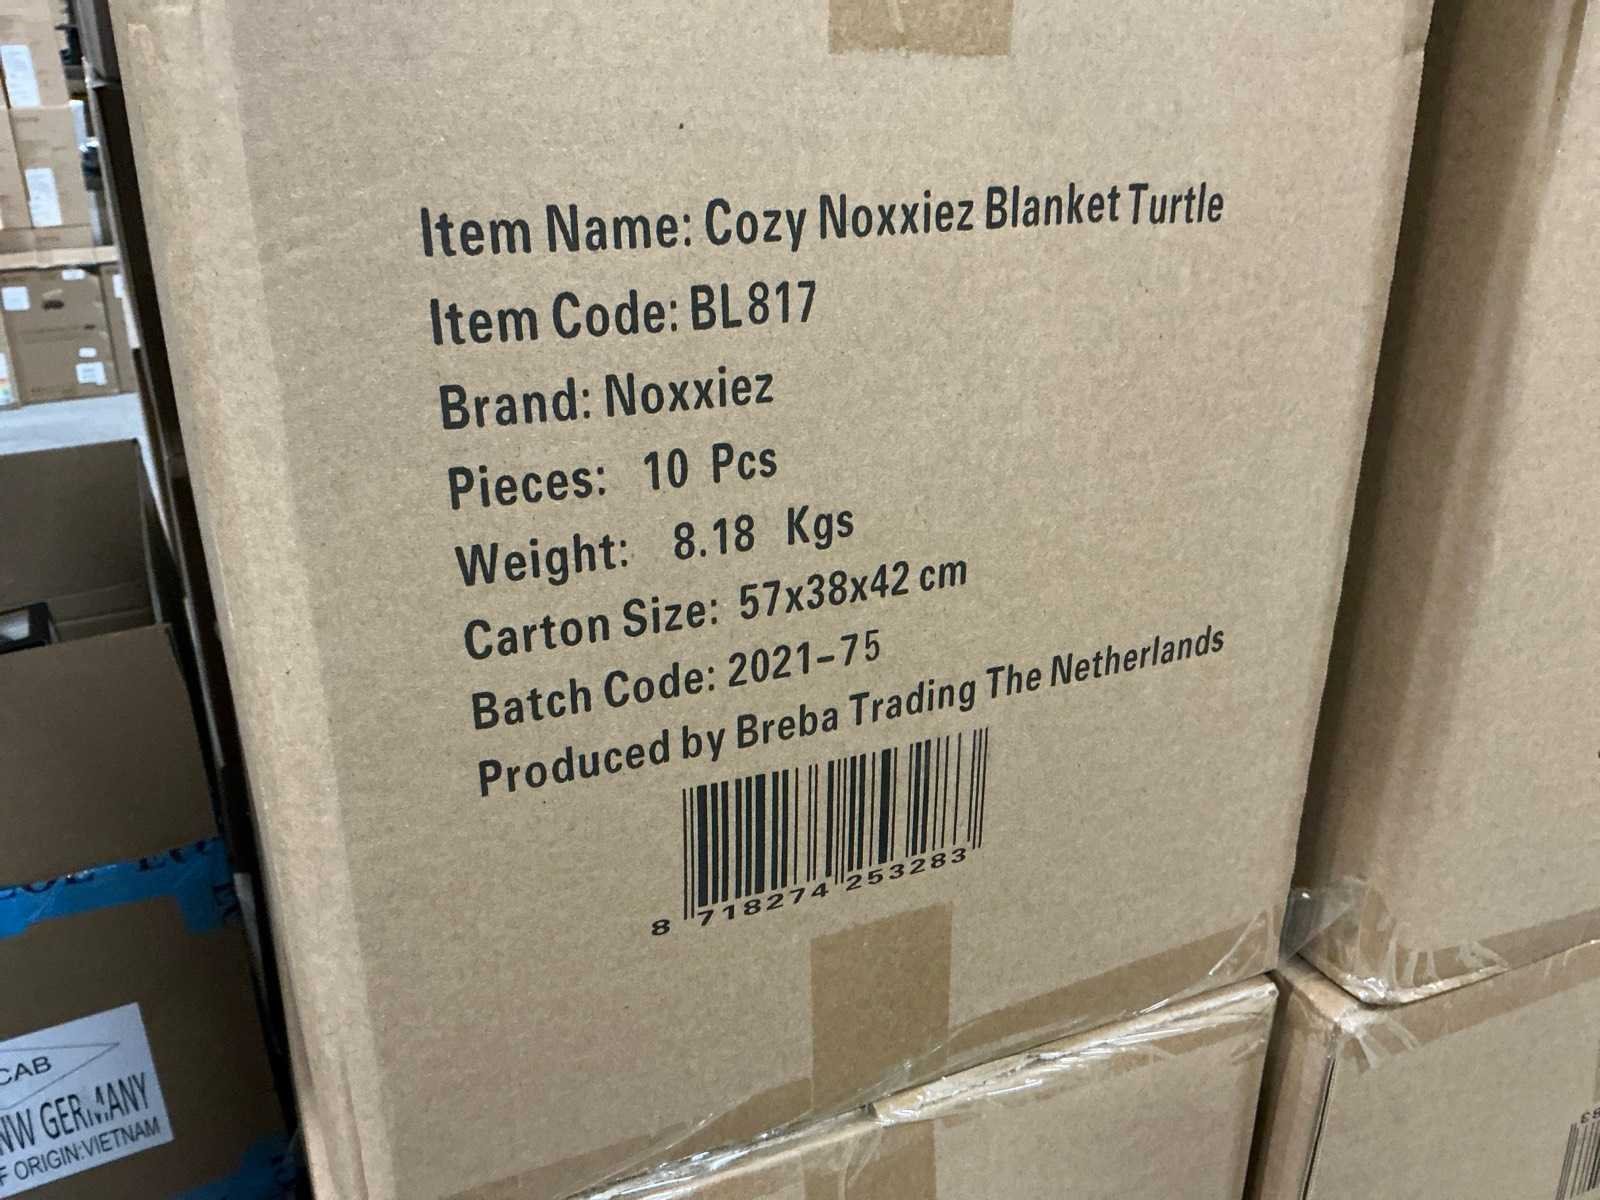 Item Name: Cozy Noxxiez Blanket Turtle
Item Code: BL817
Brand: Noxxiez
Pieces: 10 Pcs
Weight: 8.18 Kgs
Carton Size: 57x38x42 cm
Batch Code: 2021-75
Produced by Breba Trading The Netherlands
8 718274 253283
CAB
NW GERMANY
F ORIGIN:VIETNAM
83